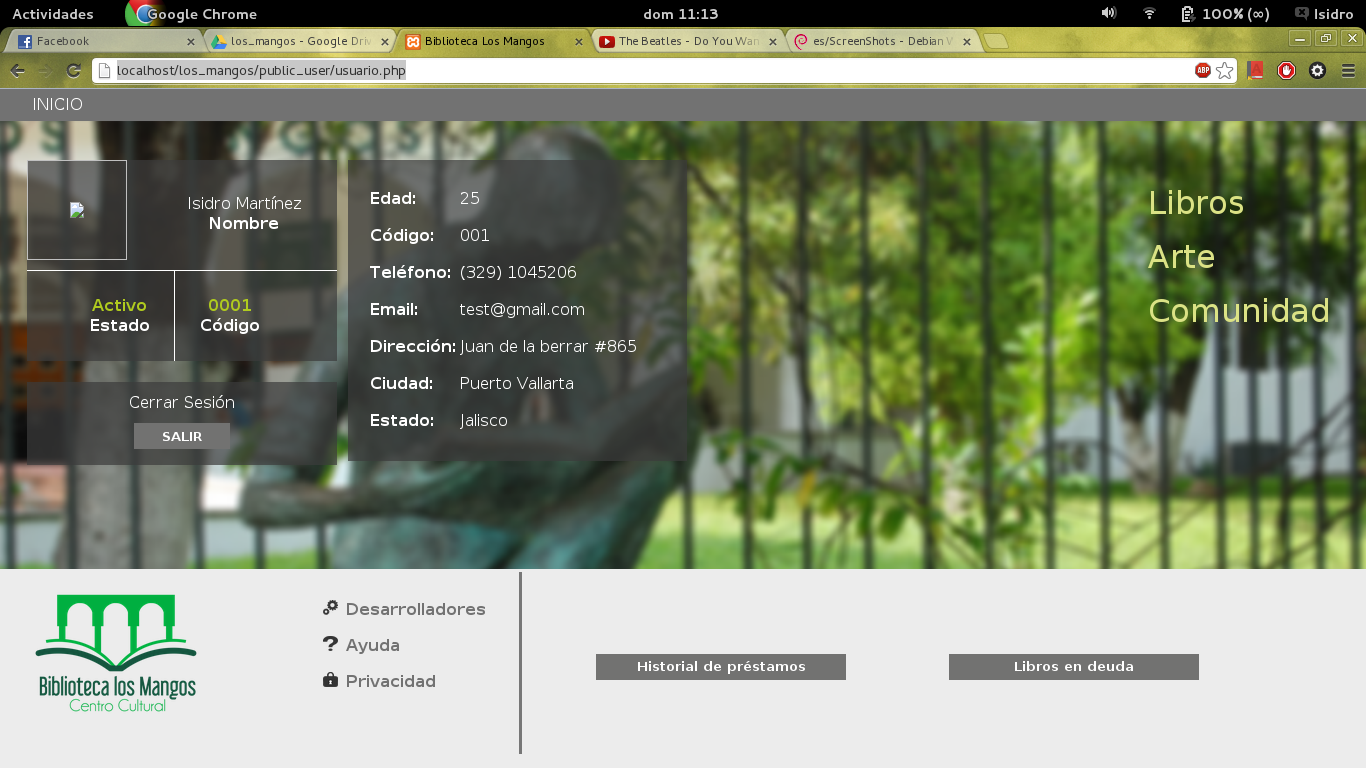 Actividades
Google Chrome
dom 11:13
100% (∞)
Isidro
Facebook
los_mangos - Google Driv
Biblioteca Los Mangos
The Beatles - Do You Wan
es/ScreenShots - Debian W
localhost/los_mangos/public_user/usuario.php
ABP
INICIO
Isidro Martínez
Nombre
Activo
Estado
0001
Código
Cerrar Sesión
SALIR
Edad: 25
Código: 001
Teléfono: (329) 1045206
Email: test@gmail.com
Dirección: Juan de la berrar #865
Ciudad: Puerto Vallarta
Estado: Jalisco
Libros
Arte
Comunidad
Biblioteca los Mangos
Centro Cultural
Desarrolladores
Ayuda
Privacidad
Historial de préstamos
Libros en deuda